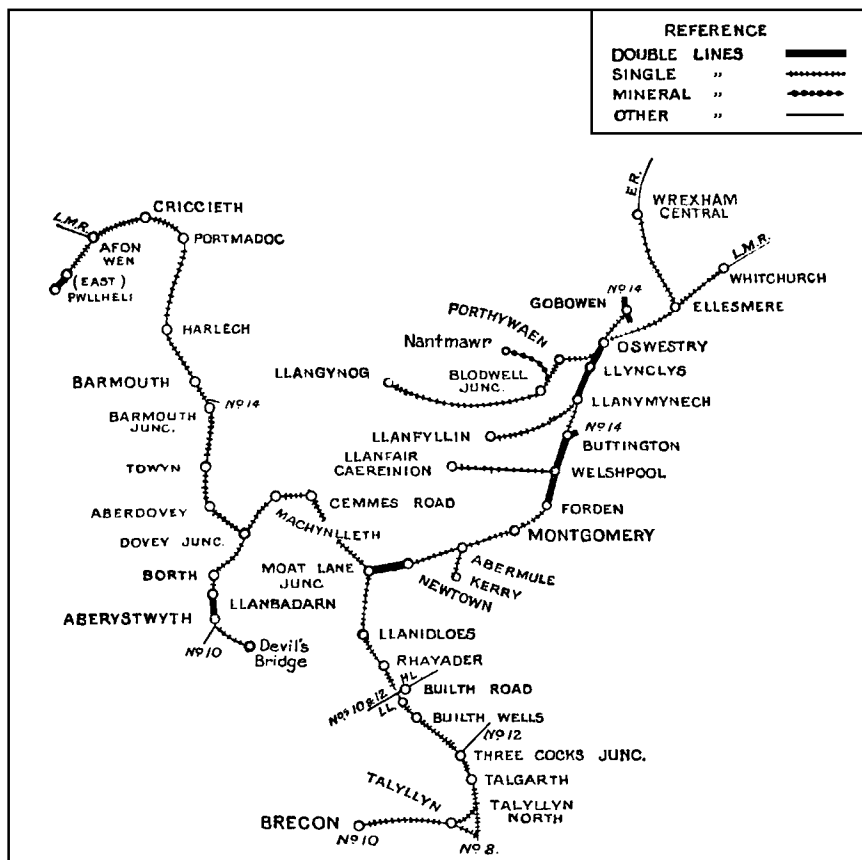 REFERENCE
DOUBLE LINES
SINGLE "
MINERAL "
OTHER "
E.R.
WREXHAM
CENTRAL
L.M.R.
WHITCHURCH
CRICCIETH
L.M.R.
AFON
WEN
PORTMADOC
(EAST)
PWLLHELI
No 14
GOBOWEN
ELLESMERE
PORTHYWAEN
HARLECH
Nantmawr
OSWESTRY
LLYNCLYS
BARMOUTH
LLANGYNOG
BLODWELL
JUNC.
No 14
BARMOUTH
JUNC.
LLANYMYNECH
LLANFYLLIN
No 14
BUTTINGTON
LLANFAIR
CAEREINION
WELSHPOOL
TOWYN
CEMMES ROAD
FORDEN
ABERDOVEY
MACHYNLLETH
MONTGOMERY
DOVEY JUNC.
ABERMULE
KERRY
NEWTOWN
MOAT LANE
JUNC
BORTH
LLANBADARN
ABERYSTWYTH
No 10
Devil's
Bridge
LLANIDLOES
RHAYADER
HL
BUILTH ROAD
Nos 10 & 12
LL.
BUILTH WELLS
No 12
THREE COCKS JUNC.
TALGARTH
TALYLLYN
TALYLLYN
NORTH
BRECON
No 10
No 8.